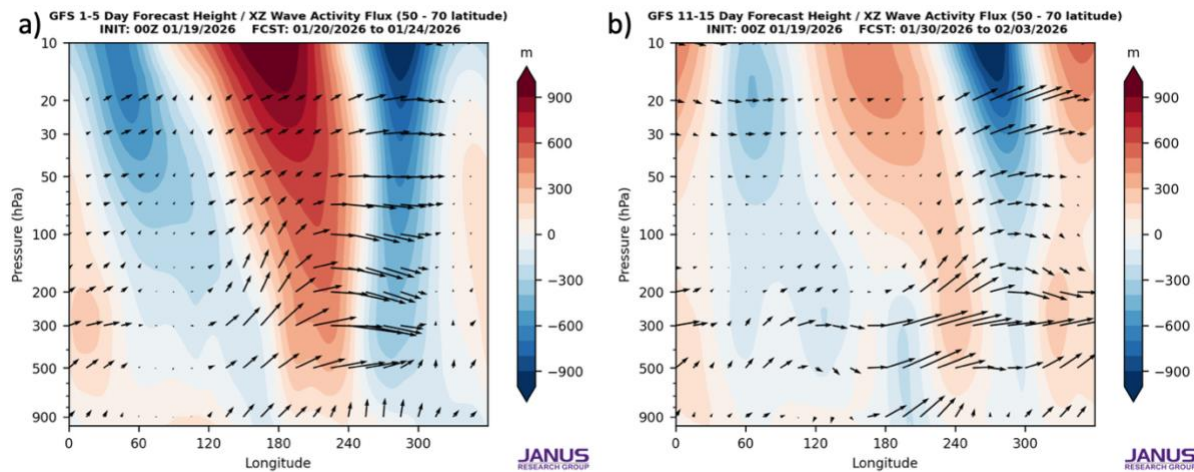 a)
GFS 1-5 Day Forecast Height / XZ Wave Activity Flux (50 - 70 latitude)
INIT: 00Z 01/19/2026 FCST: 01/20/2026 to 01/24/2026
10
20
30
50
100
200
300
500
900
Pressure (hPa)
0
60
120
180
240
300
Longitude
m
900
600
300
0
−300
−600
−900
JANUS
RESEARCH GROUP
b)
GFS 11-15 Day Forecast Height / XZ Wave Activity Flux (50 - 70 latitude)
INIT: 00Z 01/19/2026 FCST: 01/30/2026 to 02/03/2026
10
20
30
50
100
200
300
500
900
Pressure (hPa)
0
60
120
180
240
300
Longitude
m
900
600
300
0
−300
−600
−900
JANUS
RESEARCH GROUP